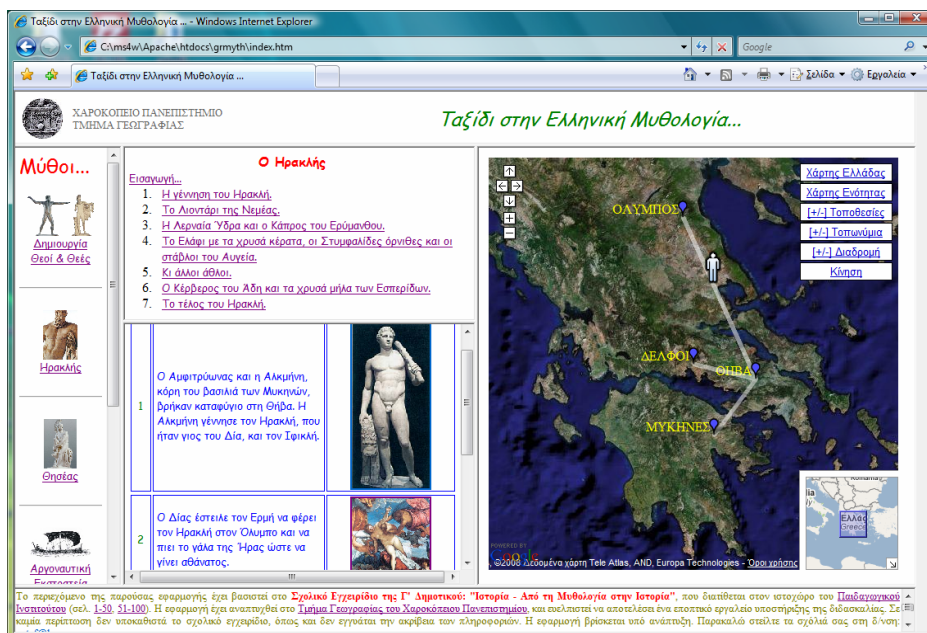 Ταξίδι στην Ελληνική Μυθολογία ... - Windows Internet Explorer
C:\ms4w\Apache\htdocs\grmyth\index.htm
Google
Ταξίδι στην Ελληνική Μυθολογία ...
Σελίδα
Εργαλεία
ΧΑΡΟΚΟΠΕΙΟ ΠΑΝΕΠΙΣΤΗΜΙΟ
ΤΜΗΜΑ ΓΕΩΓΡΑΦΙΑΣ
Ταξίδι στην Ελληνική Μυθολογία...
Μύθοι...
Δημιουργία
Θεοί & Θεές
Ηρακλής
Θησέας
Αργοναυτική
Εκστρατεία
Ο Ηρακλής
Εισαγωγή...
1. Η γέννηση του Ηρακλή.
2. Το Λιοντάρι της Νεμέας.
3. Η Λερναία Ύδρα και ο Κάπρος του Ερύμανθου.
4. Το Ελάφι με τα χρυσά κέρατα, οι Στυμφαλίδες όρνιθες και οι
στάβλοι του Αυγεία.
5. Κι άλλοι άθλοι.
6. Ο Κέρβερος του Άδη και τα χρυσά μήλα των Εσπερίδων.
7. Το τέλος του Ηρακλή.
1
Ο Αμφιτρύωνας και η Αλκμήνη,
κόρη του βασιλιά των Μυκηνών,
βρήκαν καταφύγιο στη Θήβα. Η
Αλκμήνη γέννησε τον Ηρακλή, που
ήταν γιος του Δία, και τον Ιφικλή.
2
Ο Δίας έστειλε τον Ερμή να φέρει
τον Ηρακλή στον Όλυμπο και να
πιει το γάλα της Ήρας ώστε να
γίνει αθάνατος.
ΟΛΥΜΠΟΣ
ΔΕΛΦΟΙ
ΘΗΒΑ
ΜΥΚΗΝΕΣ
Χάρτης Ελλάδας
Χάρτης Ενότητας
[+/-] Τοποθεσίες
[+/-] Τοπωνύμια
[+/-] Διαδρομή
Κίνηση
Ελλάς
Greece
POWERED BY
Google
©2008 Δεδομένα χάρτη Tele Atlas, AND, Europa Technologies - Όροι χρήσης
Το περιεχόμενο της παρούσας εφαρμογής έχει βασιστεί στο Σχολικό Εγχειρίδιο της Γ' Δημοτικού: "Ιστορία - Από τη Μυθολογία στην Ιστορία", που διατίθεται στον ιστοχώρο του Παιδαγωγικού
Ινστιτούτου (σελ. 1-50, 51-100). Η εφαρμογή έχει αναπτυχθεί στο Τμήμα Γεωγραφίας του Χαροκόπειου Πανεπιστημίου, και ευελπιστεί να αποτελέσει ένα εποπτικό εργαλείο υποστήριξης της διδασκαλίας. Σε
καμία περίπτωση δεν υποκαθιστά το σχολικό εγχειρίδιο, όπως και δεν εγγυάται την ακρίβεια των πληροφοριών. Η εφαρμογή βρίσκεται υπό ανάπτυξη. Παρακαλώ στείλτε τα σχόλιά σας στη δ/νση: